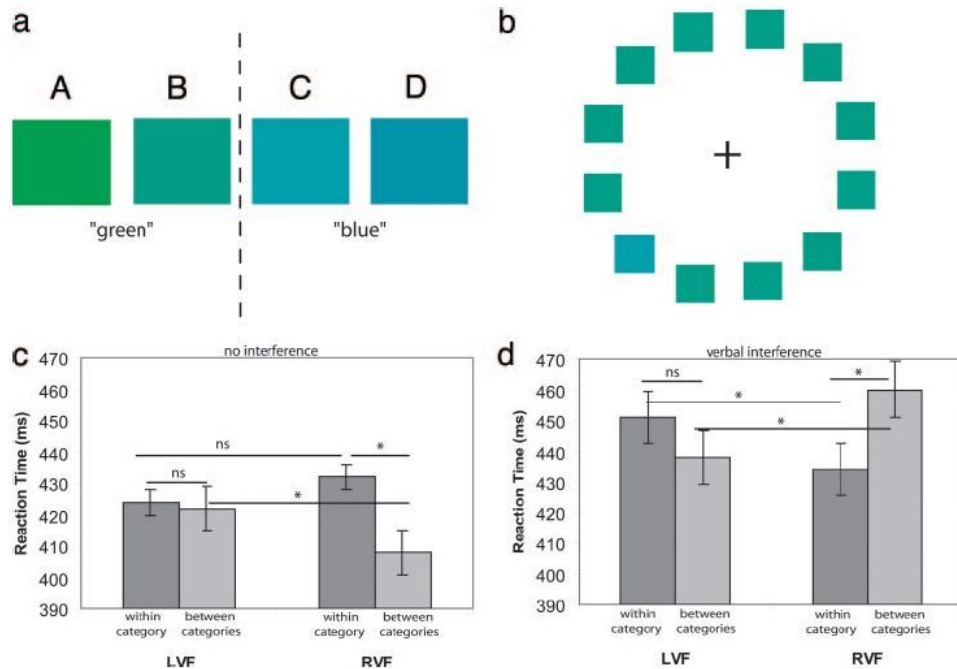 a
A B C D
"green" "blue"
b
c
no interference
Reaction Time (ms)
470
460
450
440
430
420
410
400
390
ns
ns
*
*
within category
between categories
within category
between categories
LVF RVF
d
verbal interference
Reaction Time (ms)
470
460
450
440
430
420
410
400
390
ns
*
*
*
within category
between categories
within category
between categories
LVF RVF